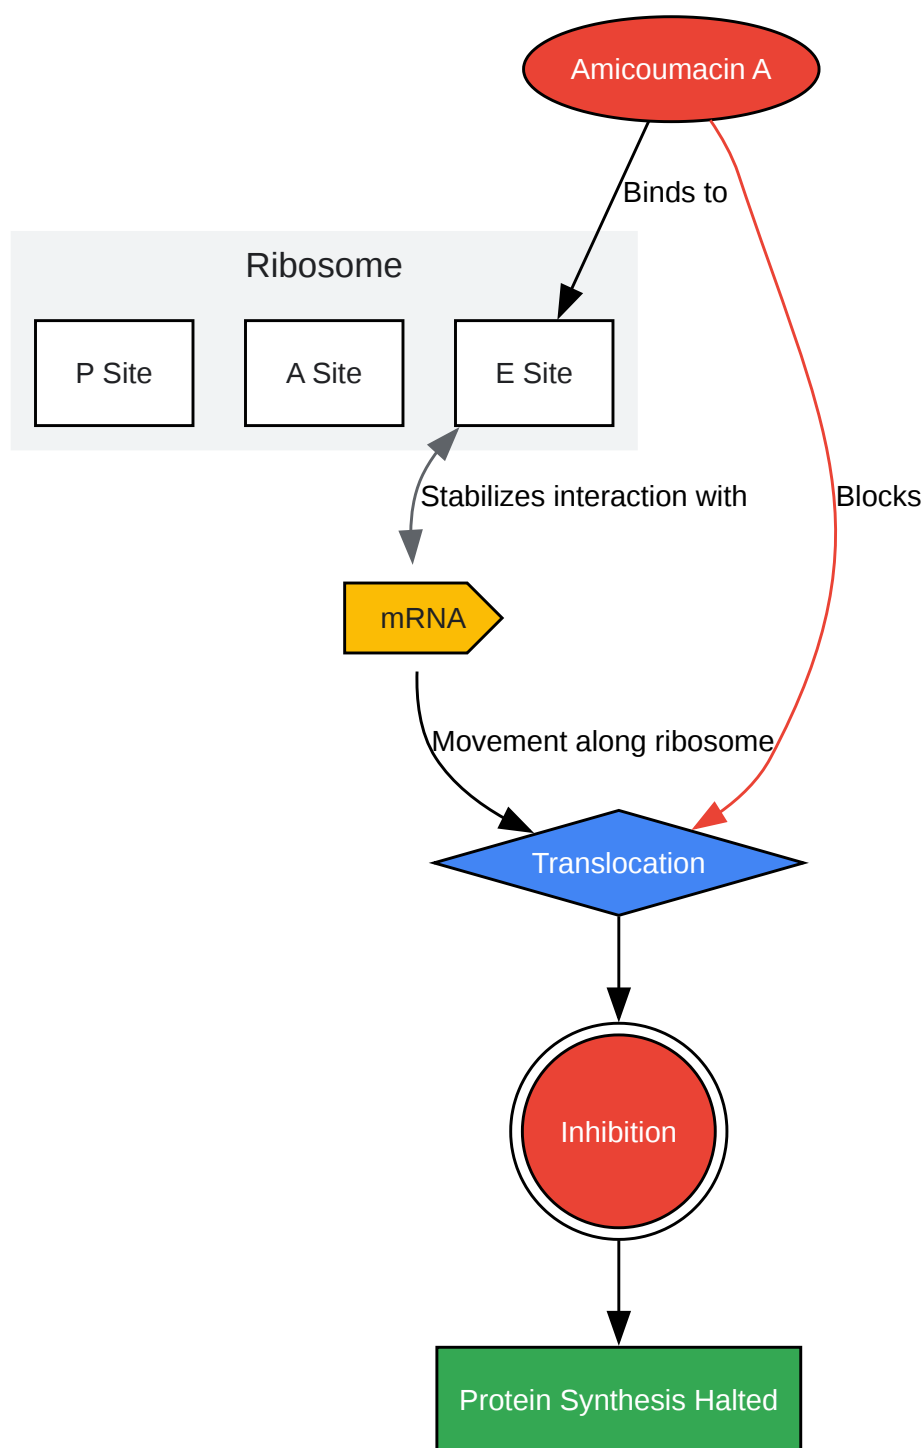 Amicoumacin A
Binds to
Ribosome
P Site
A Site
E Site
Stabilizes interaction with
Blocks
mRNA
Movement along ribosome
Translocation
Inhibition
Protein Synthesis Halted